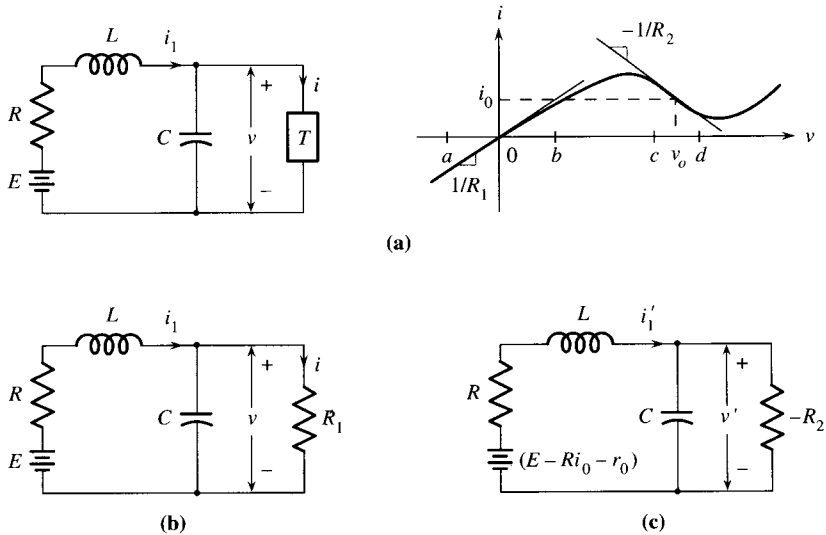 L
i₁
R
C
+
v
−
i
T
E
i
−1/R₂
i₀
a
0
b
c
vₒ
d
v
1/R₁
(a)
L
i₁
R
C
+
v
−
i
R₁
E
(b)
L
i₁′
R
C
+
v′
−
−R₂
(E − Ri₀ − r₀)
(c)